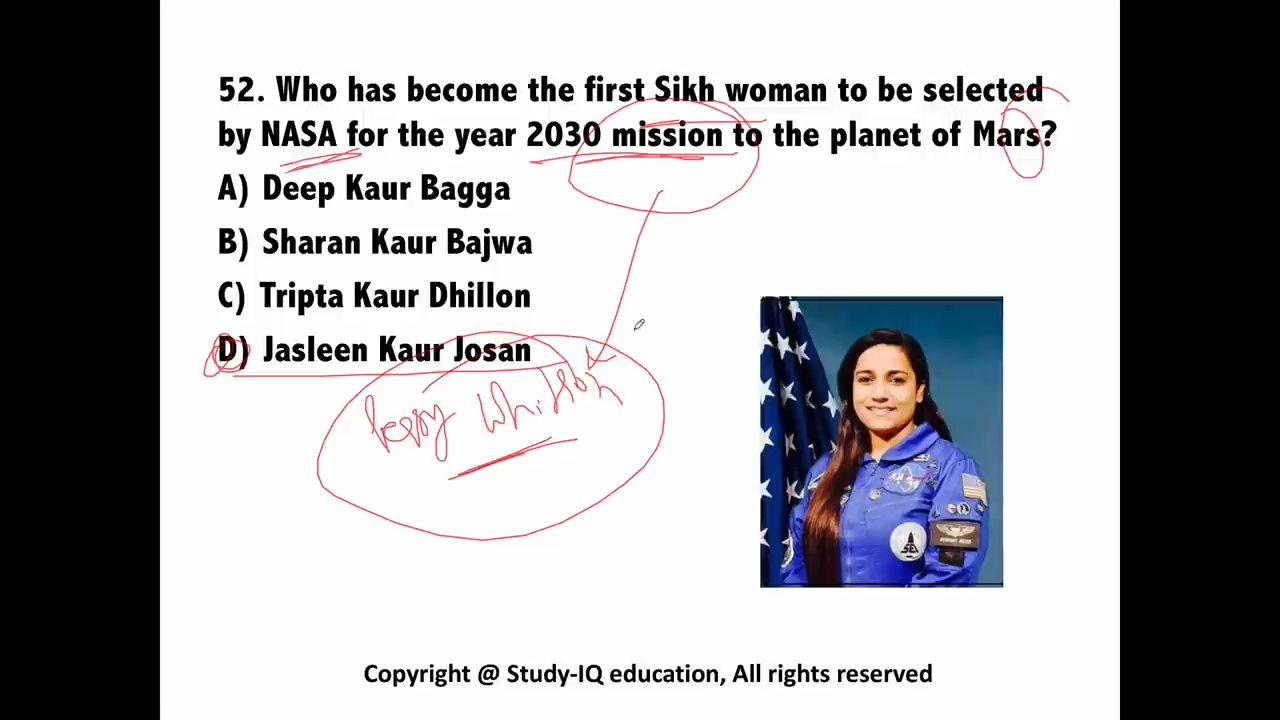 52. Who has become the first Sikh woman to be selected
by NASA for the year 2030 mission to the planet of Mars?
A) Deep Kaur Bagga
B) Sharan Kaur Bajwa
C) Tripta Kaur Dhillon
D) Jasleen Kaur Josan
SEI
Copyright @ Study-IQ education, All rights reserved